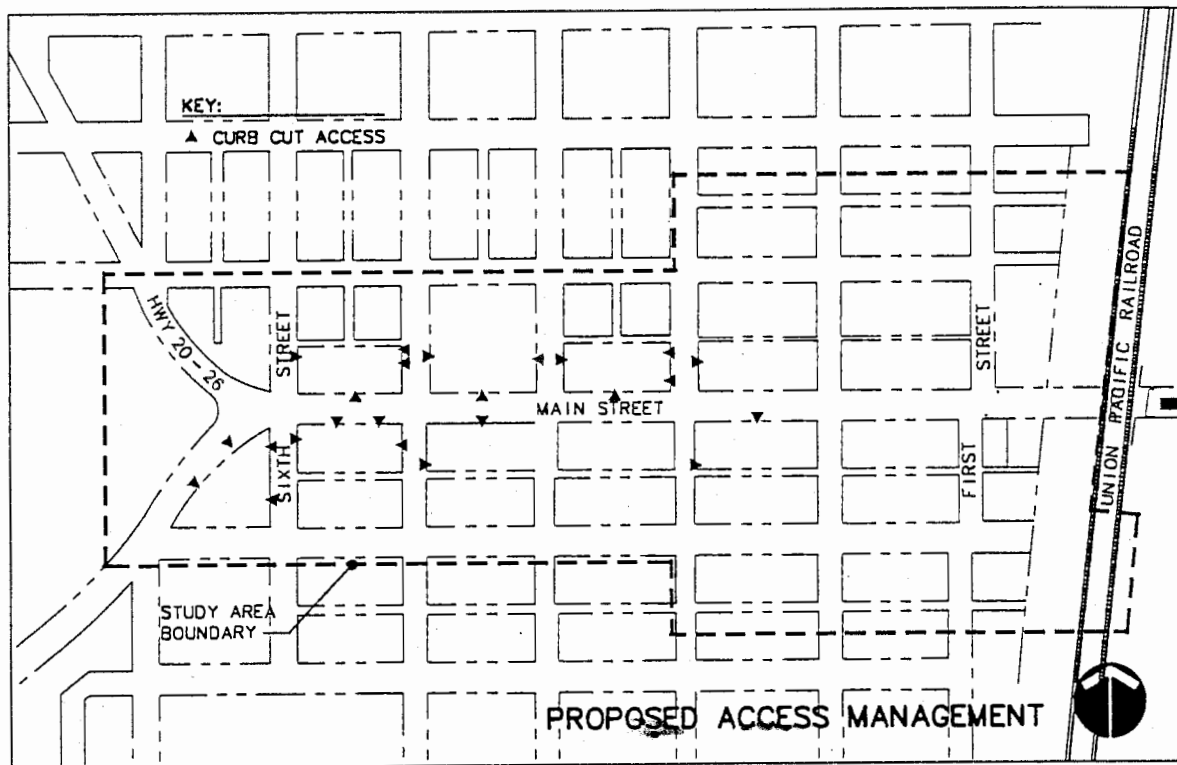 KEY:
▲ CURB CUT ACCESS
HWY 20-26
STREET
STREET
UNION PACIFIC RAILROAD
MAIN STREET
SIXTH
FIRST
STUDY AREA
BOUNDARY
PROPOSED ACCESS MANAGEMENT